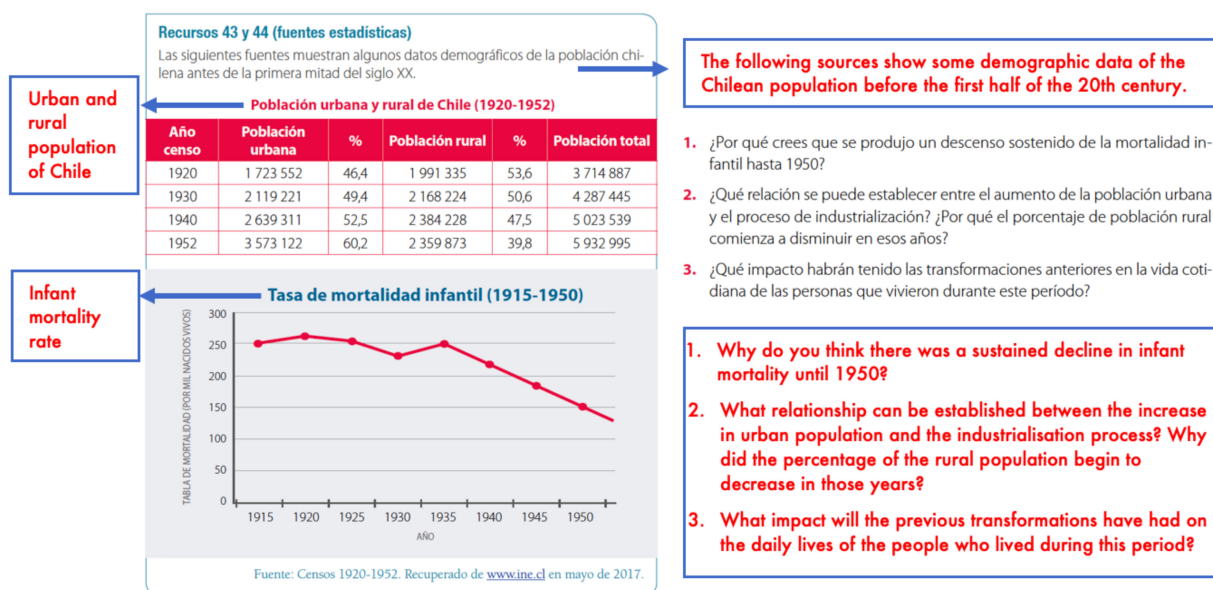 Recursos 43 y 44 (fuentes estadísticas)
Las siguientes fuentes muestran algunos datos demográficos de la población chi-
lena antes de la primera mitad del siglo XX.
The following sources show some demographic data of the
Chilean population before the first half of the 20th century.
Urban and
rural
population
of Chile
Población urbana y rural de Chile (1920-1952)
Año censo Población urbana % Población rural % Población total
1920 1 723 552 46,4 1 991 335 53,6 3 714 887
1930 2 119 221 49,4 2 168 224 50,6 4 287 445
1940 2 639 311 52,5 2 384 228 47,5 5 023 539
1952 3 573 122 60,2 2 359 873 39,8 5 932 995
Infant
mortality
rate
Tasa de mortalidad infantil (1915-1950)
TABLA DE MORTALIDAD (POR MIL NACIDOS VIVOS)
300
250
200
150
100
50
0
1915 1920 1925 1930 1935 1940 1945 1950
AÑO
Fuente: Censos 1920-1952. Recuperado de www.ine.cl en mayo de 2017.
1. ¿Por qué crees que se produjo un descenso sostenido de la mortalidad in-
fantil hasta 1950?
2. ¿Qué relación se puede establecer entre el aumento de la población urbana
y el proceso de industrialización? ¿Por qué el porcentaje de población rural
comienza a disminuir en esos años?
3. ¿Qué impacto habrán tenido las transformaciones anteriores en la vida coti-
diana de las personas que vivieron durante este período?
1. Why do you think there was a sustained decline in infant
mortality until 1950?
2. What relationship can be established between the increase
in urban population and the industrialisation process? Why
did the percentage of the rural population begin to
decrease in those years?
3. What impact will the previous transformations have had on
the daily lives of the people who lived during this period?